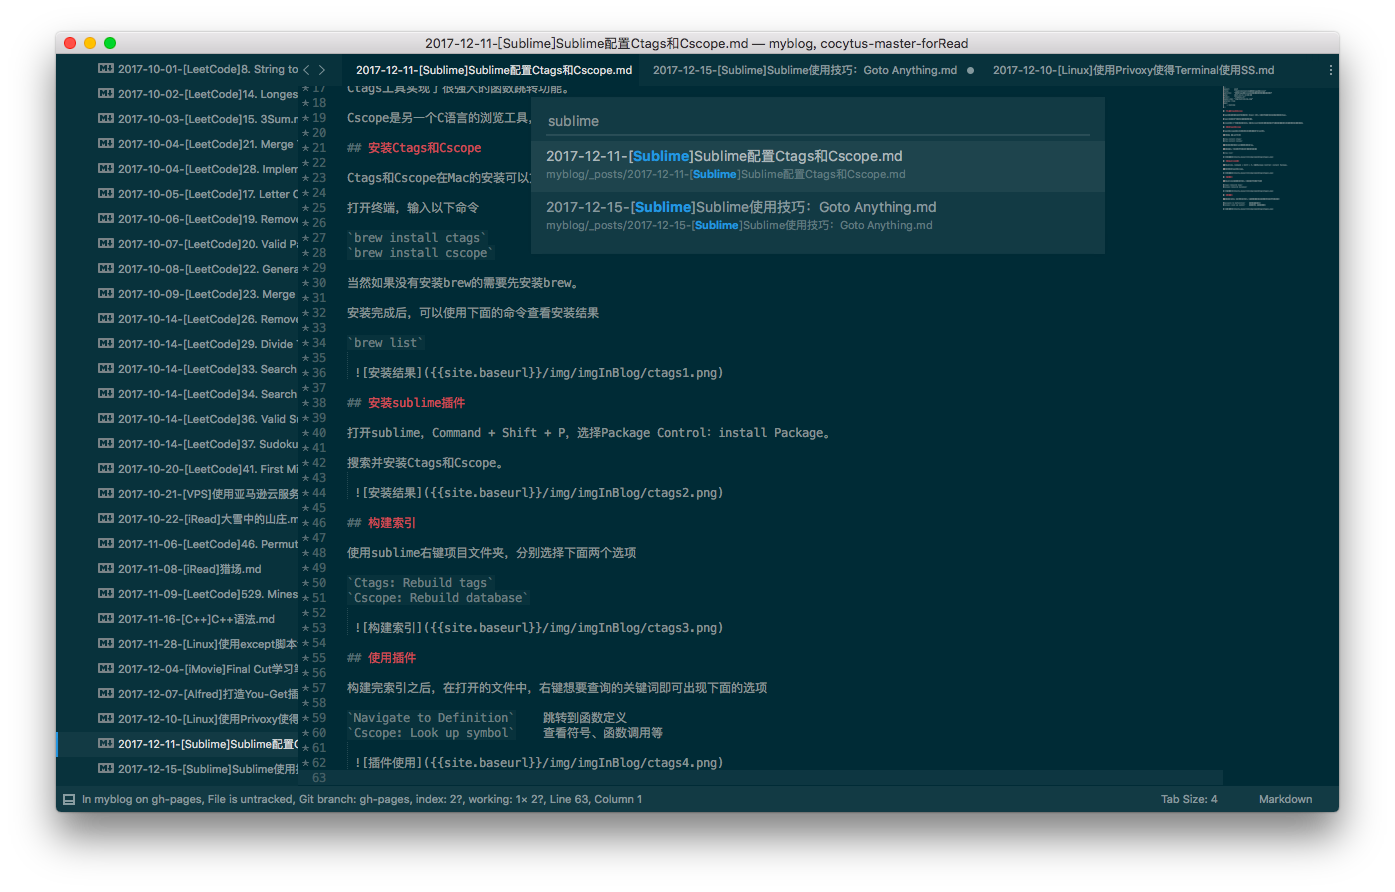 2017-12-11-[Sublime]Sublime配置Ctags和Cscope.md — myblog, cocytus-master-forRead
2017-12-11-[Sublime]Sublime配置Ctags和Cscope.md
2017-12-15-[Sublime]Sublime使用技巧：Goto Anything.md
2017-12-10-[Linux]使用Privoxy使得Terminal使用SS.md
2017-10-01-[LeetCode]8. String to
2017-10-02-[LeetCode]14. Longes
2017-10-03-[LeetCode]15. 3Sum.
2017-10-04-[LeetCode]21. Merge
2017-10-04-[LeetCode]28. Implem
2017-10-05-[LeetCode]17. Letter
2017-10-06-[LeetCode]19. Remove
2017-10-07-[LeetCode]20. Valid P
2017-10-08-[LeetCode]22. Genera
2017-10-09-[LeetCode]23. Merge
2017-10-14-[LeetCode]26. Remov
2017-10-14-[LeetCode]29. Divide
2017-10-14-[LeetCode]33. Search
2017-10-14-[LeetCode]34. Search
2017-10-14-[LeetCode]36. Valid S
2017-10-14-[LeetCode]37. Sudoku
2017-10-20-[LeetCode]41. First Mi
2017-10-21-[VPS]使用亚马逊云服务
2017-10-22-[iRead]大雪中的山庄.m
2017-11-06-[LeetCode]46. Permut
2017-11-08-[iRead]猎场.md
2017-11-09-[LeetCode]529. Mines
2017-11-16-[C++]C++语法.md
2017-11-28-[Linux]使用except脚本
2017-12-04-[iMovie]Final Cut学习
2017-12-07-[Alfred]打造You-Get插
2017-12-10-[Linux]使用Privoxy使得
2017-12-11-[Sublime]Sublime配置C
2017-12-15-[Sublime]Sublime使用
17 Ctags工具实现了很强大的函数跳转功能。
18
19 Cscope是另一个C语言的浏览工具，
20
21 ## 安装Ctags和Cscope
22
23 Ctags和Cscope在Mac的安装可以
24
25 打开终端，输入以下命令
26
27 `brew install ctags`
28 `brew install cscope`
29
30 当然如果没有安装brew的需要先安装brew。
31
32 安装完成后，可以使用下面的命令查看安装结果
33
34 `brew list`
35
36 ![安装结果]({{site.baseurl}}/img/imgInBlog/ctags1.png)
37
38 ## 安装sublime插件
39
40 打开sublime，Command + Shift + P，选择Package Control：install Package。
41
42 搜索并安装Ctags和Cscope。
43
44 ![安装结果]({{site.baseurl}}/img/imgInBlog/ctags2.png)
45
46 ## 构建索引
47
48 使用sublime右键项目文件夹，分别选择下面两个选项
49
50 `Ctags: Rebuild tags`
51 `Cscope: Rebuild database`
52
53 ![构建索引]({{site.baseurl}}/img/imgInBlog/ctags3.png)
54
55 ## 使用插件
56
57 构建完索引之后，在打开的文件中，右键想要查询的关键词即可出现下面的选项
58
59 `Navigate to Definition` 跳转到函数定义
60 `Cscope: Look up symbol` 查看符号、函数调用等
61
62 ![插件使用]({{site.baseurl}}/img/imgInBlog/ctags4.png)
63
sublime
2017-12-11-[Sublime]Sublime配置Ctags和Cscope.md
myblog/_posts/2017-12-11-[Sublime]Sublime配置Ctags和Cscope.md
2017-12-15-[Sublime]Sublime使用技巧：Goto Anything.md
myblog/_posts/2017-12-15-[Sublime]Sublime使用技巧：Goto Anything.md
In myblog on gh-pages, File is untracked, Git branch: gh-pages, index: 2?, working: 1× 2?, Line 63, Column 1
Tab Size: 4
Markdown